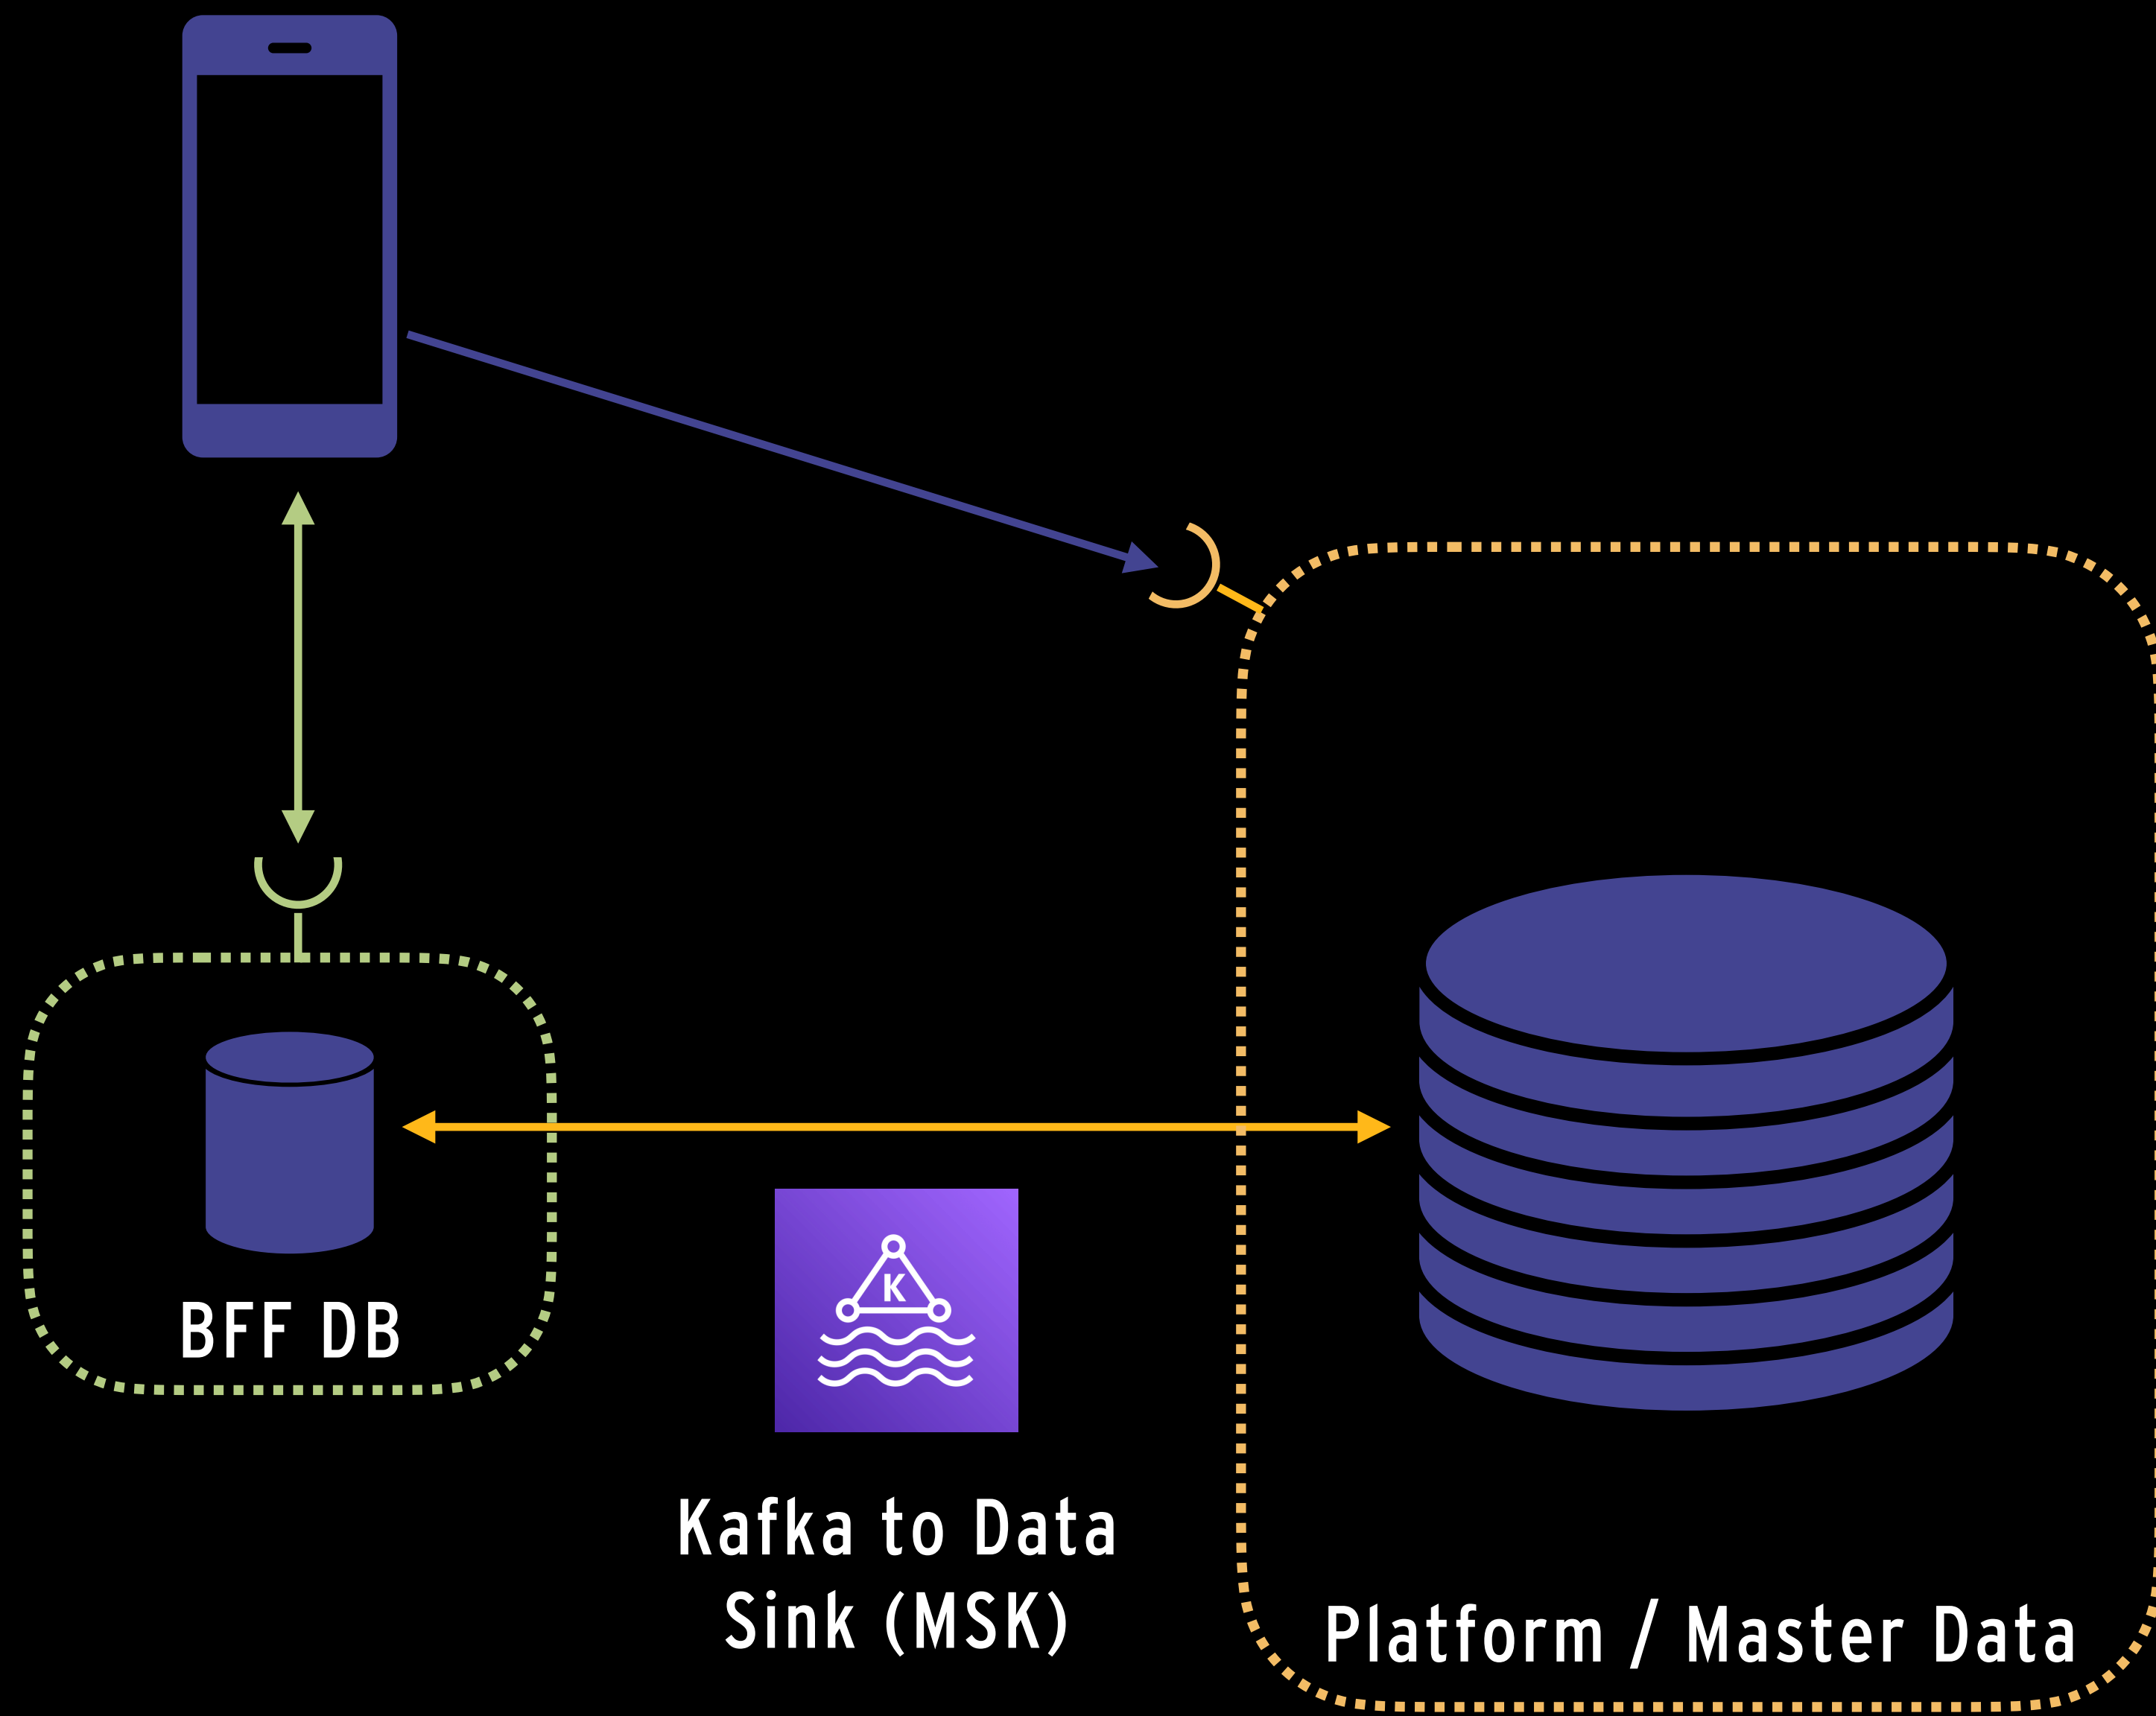 BFF DB
K
Kafka to Data
Sink (MSK)
Platform / Master Data